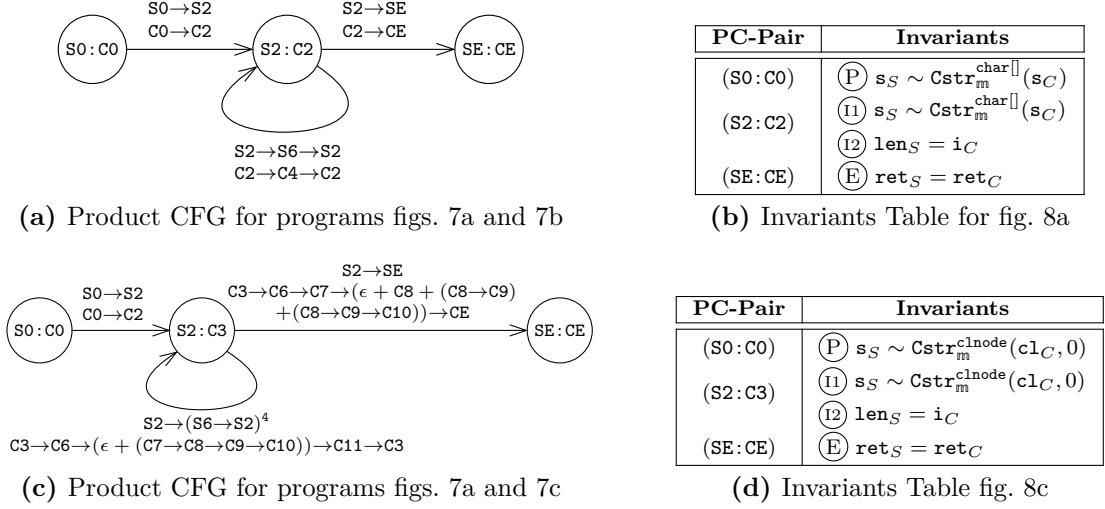 S0→S2
C0→C2
S2→SE
C2→CE
S0:C0
S2:C2
SE:CE
S2→S6→S2
C2→C4→C2
(a) Product CFG for programs figs. 7a and 7b
PC-Pair Invariants
(S0:C0) Ⓟ s_S ∼ Cstr_𝕞^{char[]}(s_C)
(S2:C2) (I1) s_S ∼ Cstr_𝕞^{char[]}(s_C)
(I2) len_S = i_C
(SE:CE) Ⓔ ret_S = ret_C
(b) Invariants Table for fig. 8a
S0→S2
C0→C2
S2→SE
C3→C6→C7→(ϵ + C8 + (C8→C9)
+(C8→C9→C10))→CE
S0:C0
S2:C3
SE:CE
S2→(S6→S2)^4
C3→C6→(ϵ + (C7→C8→C9→C10))→C11→C3
(c) Product CFG for programs figs. 7a and 7c
PC-Pair Invariants
(S0:C0) Ⓟ s_S ∼ Cstr_𝕞^{clnode}(cl_C, 0)
(S2:C3) (I1) s_S ∼ Cstr_𝕞^{clnode}(cl_C, 0)
(I2) len_S = i_C
(SE:CE) Ⓔ ret_S = ret_C
(d) Invariants Table fig. 8c